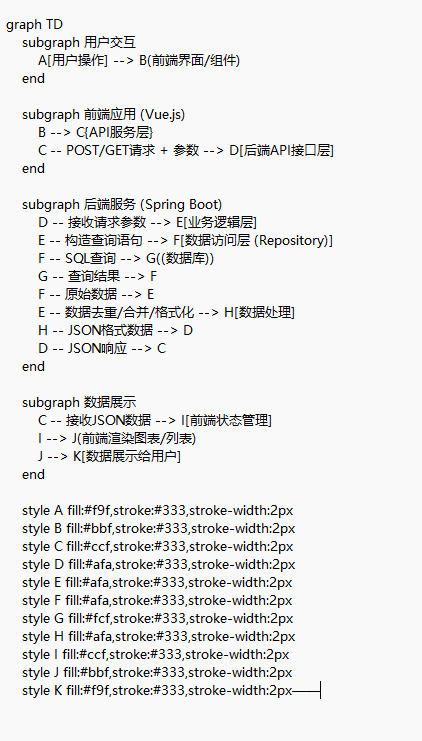 graph TD
subgraph 用户交互
A[用户操作] --> B(前端界面/组件)
end
subgraph 前端应用 (Vue.js)
B --> C{API服务层}
C -- POST/GET请求 + 参数 --> D[后端API接口层]
end
subgraph 后端服务 (Spring Boot)
D -- 接收请求参数 --> E[业务逻辑层]
E -- 构造查询语句 --> F[数据访问层 (Repository)]
F -- SQL查询 --> G((数据库))
G -- 查询结果 --> F
F -- 原始数据 --> E
E -- 数据去重/合并/格式化 --> H[数据处理]
H -- JSON格式数据 --> D
D -- JSON响应 --> C
end
subgraph 数据展示
C -- 接收JSON数据 --> I[前端状态管理]
I --> J(前端渲染图表/列表)
J --> K[数据展示给用户]
end
style A fill:#f9f,stroke:#333,stroke-width:2px
style B fill:#bbf,stroke:#333,stroke-width:2px
style C fill:#ccf,stroke:#333,stroke-width:2px
style D fill:#afa,stroke:#333,stroke-width:2px
style E fill:#afa,stroke:#333,stroke-width:2px
style F fill:#afa,stroke:#333,stroke-width:2px
style G fill:#fcf,stroke:#333,stroke-width:2px
style H fill:#afa,stroke:#333,stroke-width:2px
style I fill:#ccf,stroke:#333,stroke-width:2px
style J fill:#bbf,stroke:#333,stroke-width:2px
style K fill:#f9f,stroke:#333,stroke-width:2px——